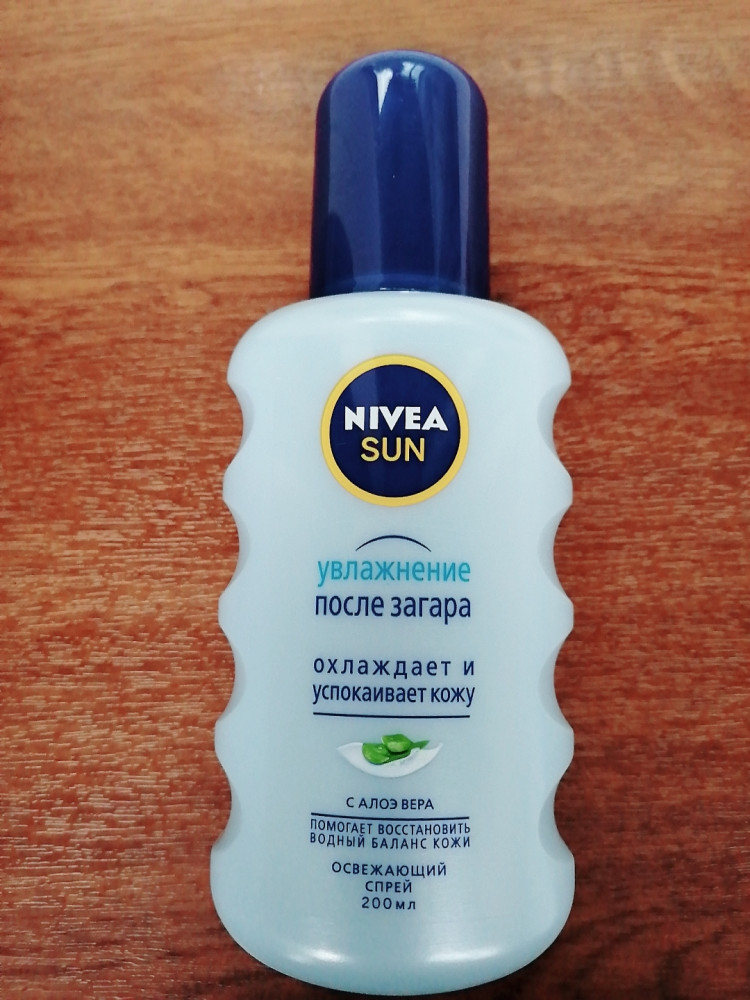 NIVEA
SUN
увлажнение
после загара
охлаждает и
успокаивает кожу
С АЛОЭ ВЕРА
ПОМОГАЕТ ВОССТАНОВИТЬ
ВОДНЫЙ БАЛАНС КОЖИ
ОСВЕЖАЮЩИЙ
СПРЕЙ
200мл